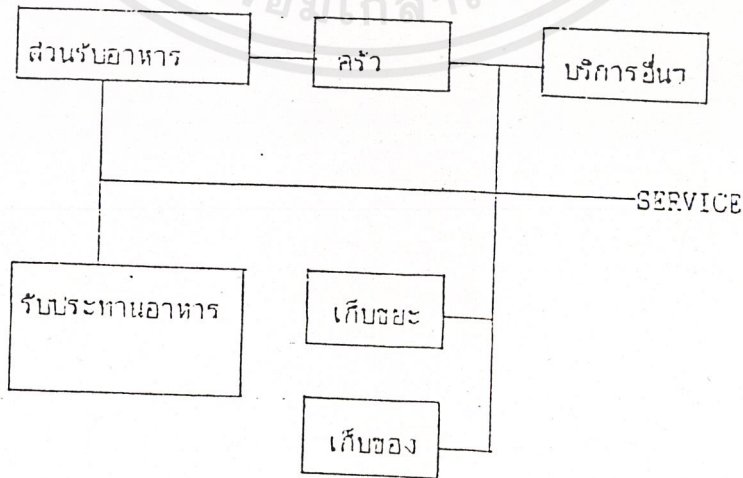 ส่วนรับอาหาร
ครัว
บริการอื่นๆ
SERVICE
รับประทานอาหาร
เก็บขยะ
เก็บของ